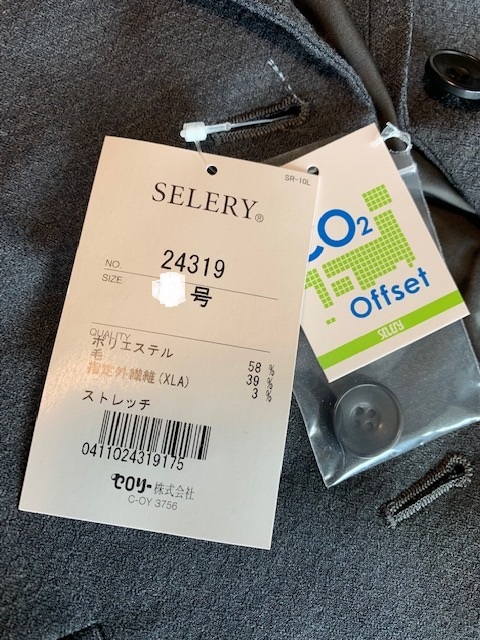 SR-10L
SELERY®
NO. 24319
SIZE 号
QUALITY
ポリエステル 58 %
毛 39 %
指定外繊維(XLA) 3 %
ストレッチ
0411024319175
セロリー株式会社
C-OY 3756
CO2
Offset
SELERY